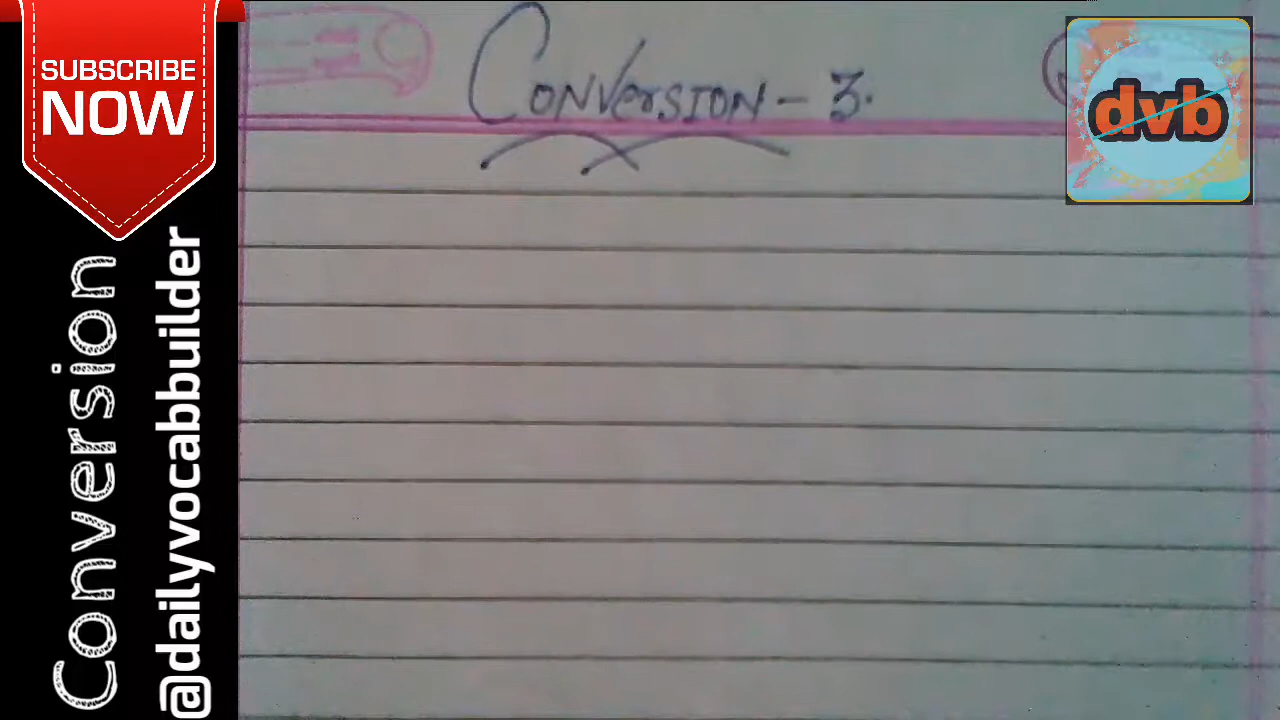 SUBSCRIBE
NOW
Conversion
@dailyvocabbuilder
CONVerSION - 3.
dvb